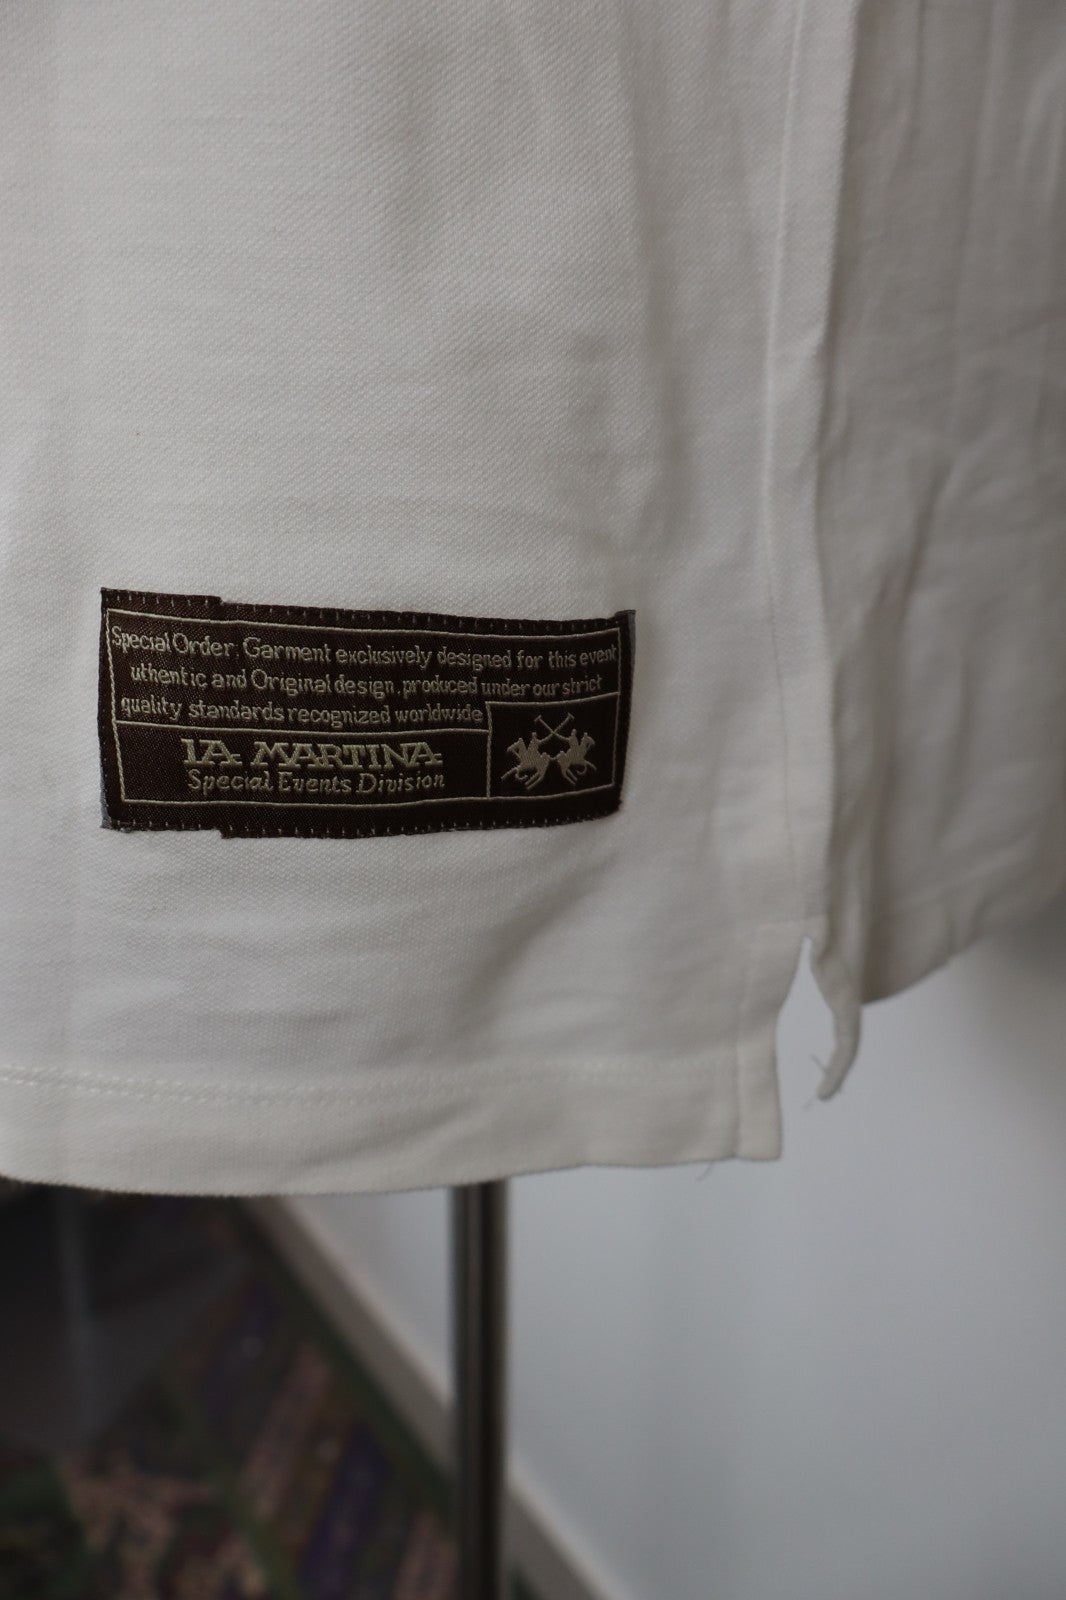 Special Order. Garment exclusively designed for this event
uthentic and Original design, produced under our strict
quality standards recognized worldwide
LA MARTINA
Special Events Division